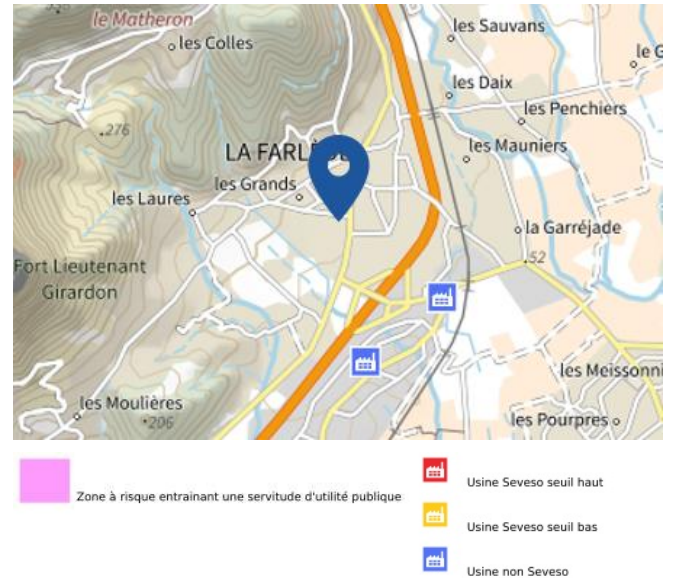 le Matheron
les Colles
les Sauvans
le G
les Daix
les Penchiers
.276
LA FARL
les Mauniers
les Grands
les Laures
la Garréjade
Fort Lieutenant
Girardon
.52
les Meissonni
les Moulières
•206
les Pourpres
Zone à risque entrainant une servitude d'utilité publique
Usine Seveso seuil haut
Usine Seveso seuil bas
Usine non Seveso